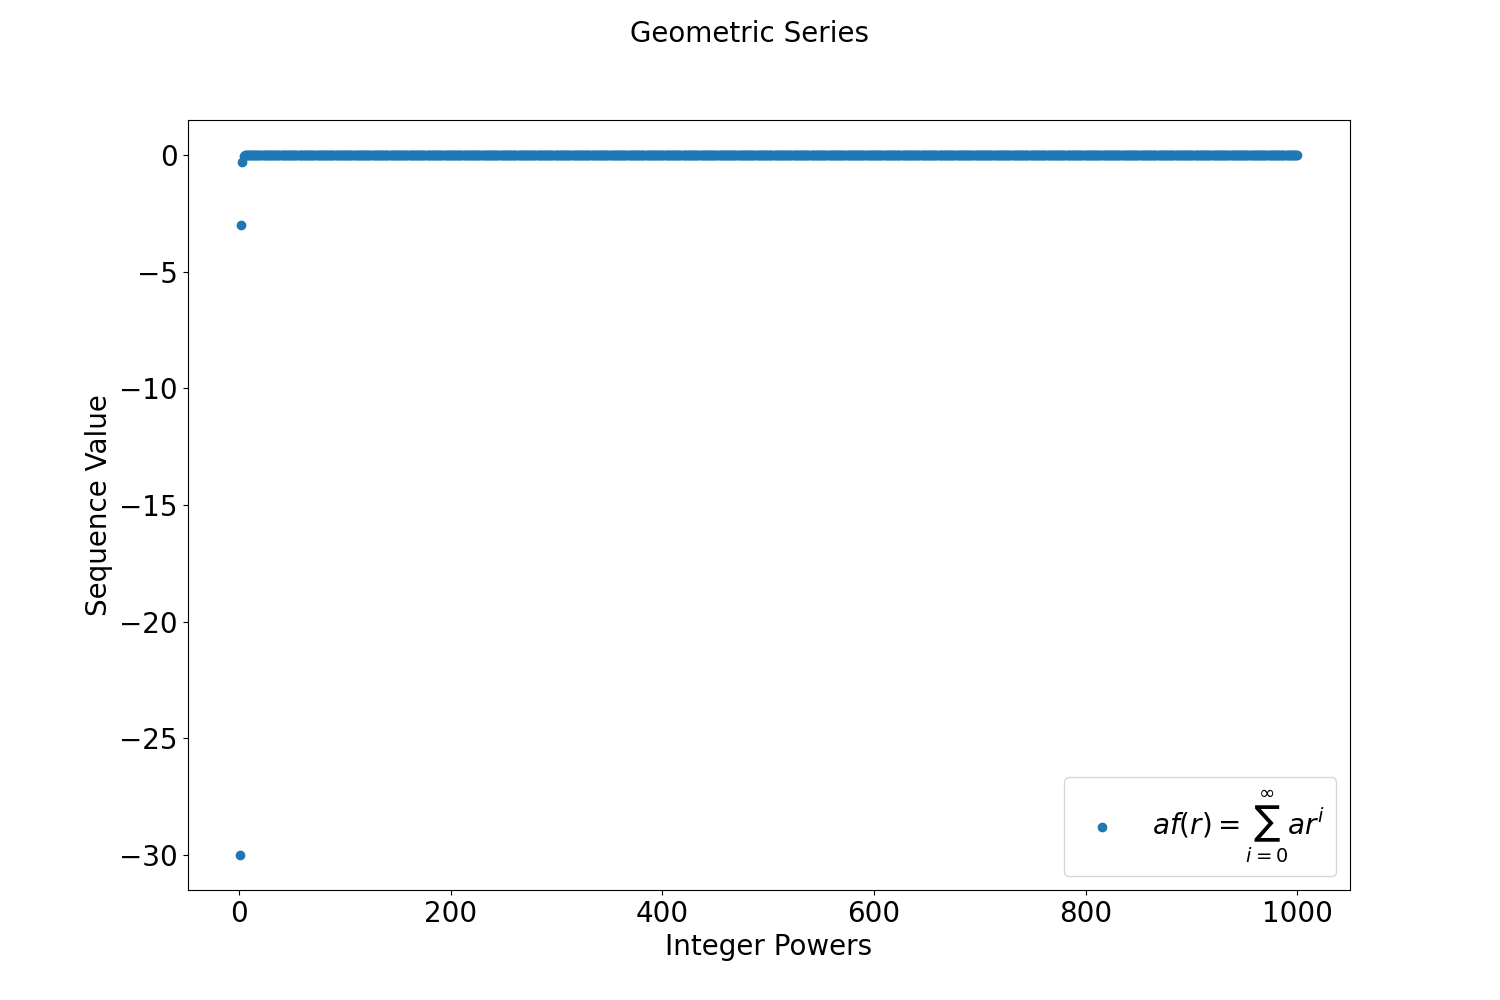 Geometric Series
0
−5
−10
−15
−20
−25
−30
Sequence Value
0 200 400 600 800 1000
Integer Powers
af(r) = ∑_{i=0}^{∞} ar^i